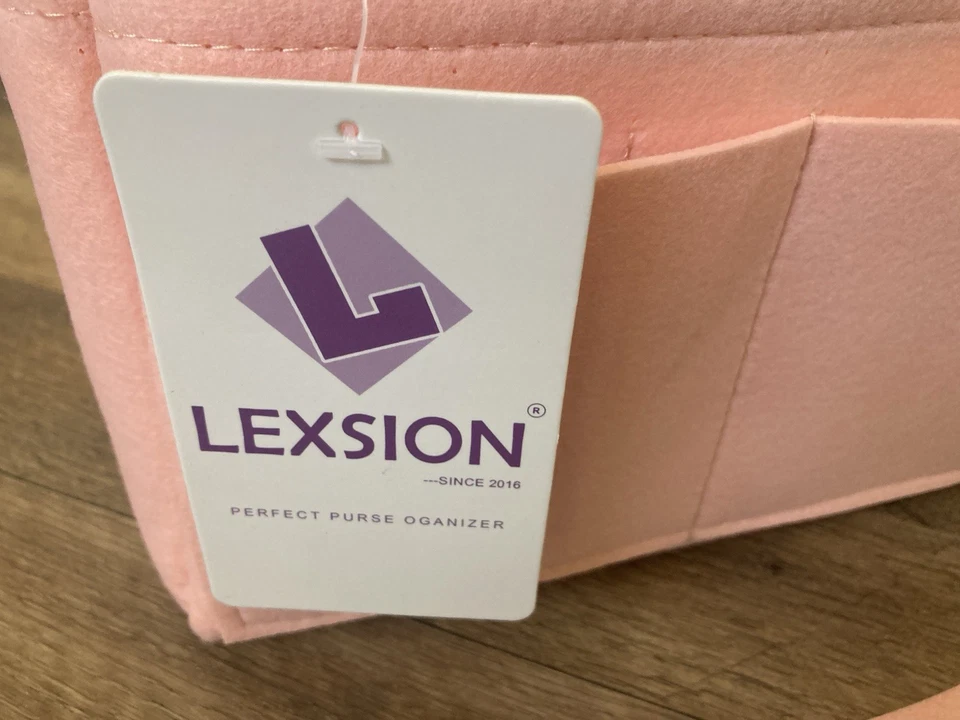 LEXSION®
---SINCE 2016
PERFECT PURSE OGANIZER